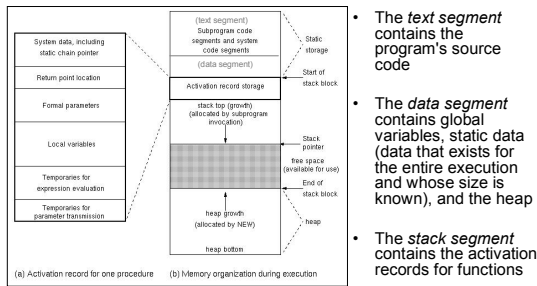 System data, including
static chain pointer
Return point location
Formal parameters
Local variables
Temporaries for
expression evaluation
Temporaries for
parameter transmission
(a) Activation record for one procedure
(text segment)
Subprogram code
segments and system
code segments
(data segment)
Activation record storage
stack top (growth)
(allocated by subprogram
invocation)
heap growth
(allocated by NEW)
heap bottom
Static
storage
Start of
stack block
Stack
pointer
free space
(available for use)
End of
stack block
heap
(b) Memory organization during execution
• The text segment
contains the
program's source
code
• The data segment
contains global
variables, static data
(data that exists for
the entire execution
and whose size is
known), and the heap
• The stack segment
contains the activation
records for functions